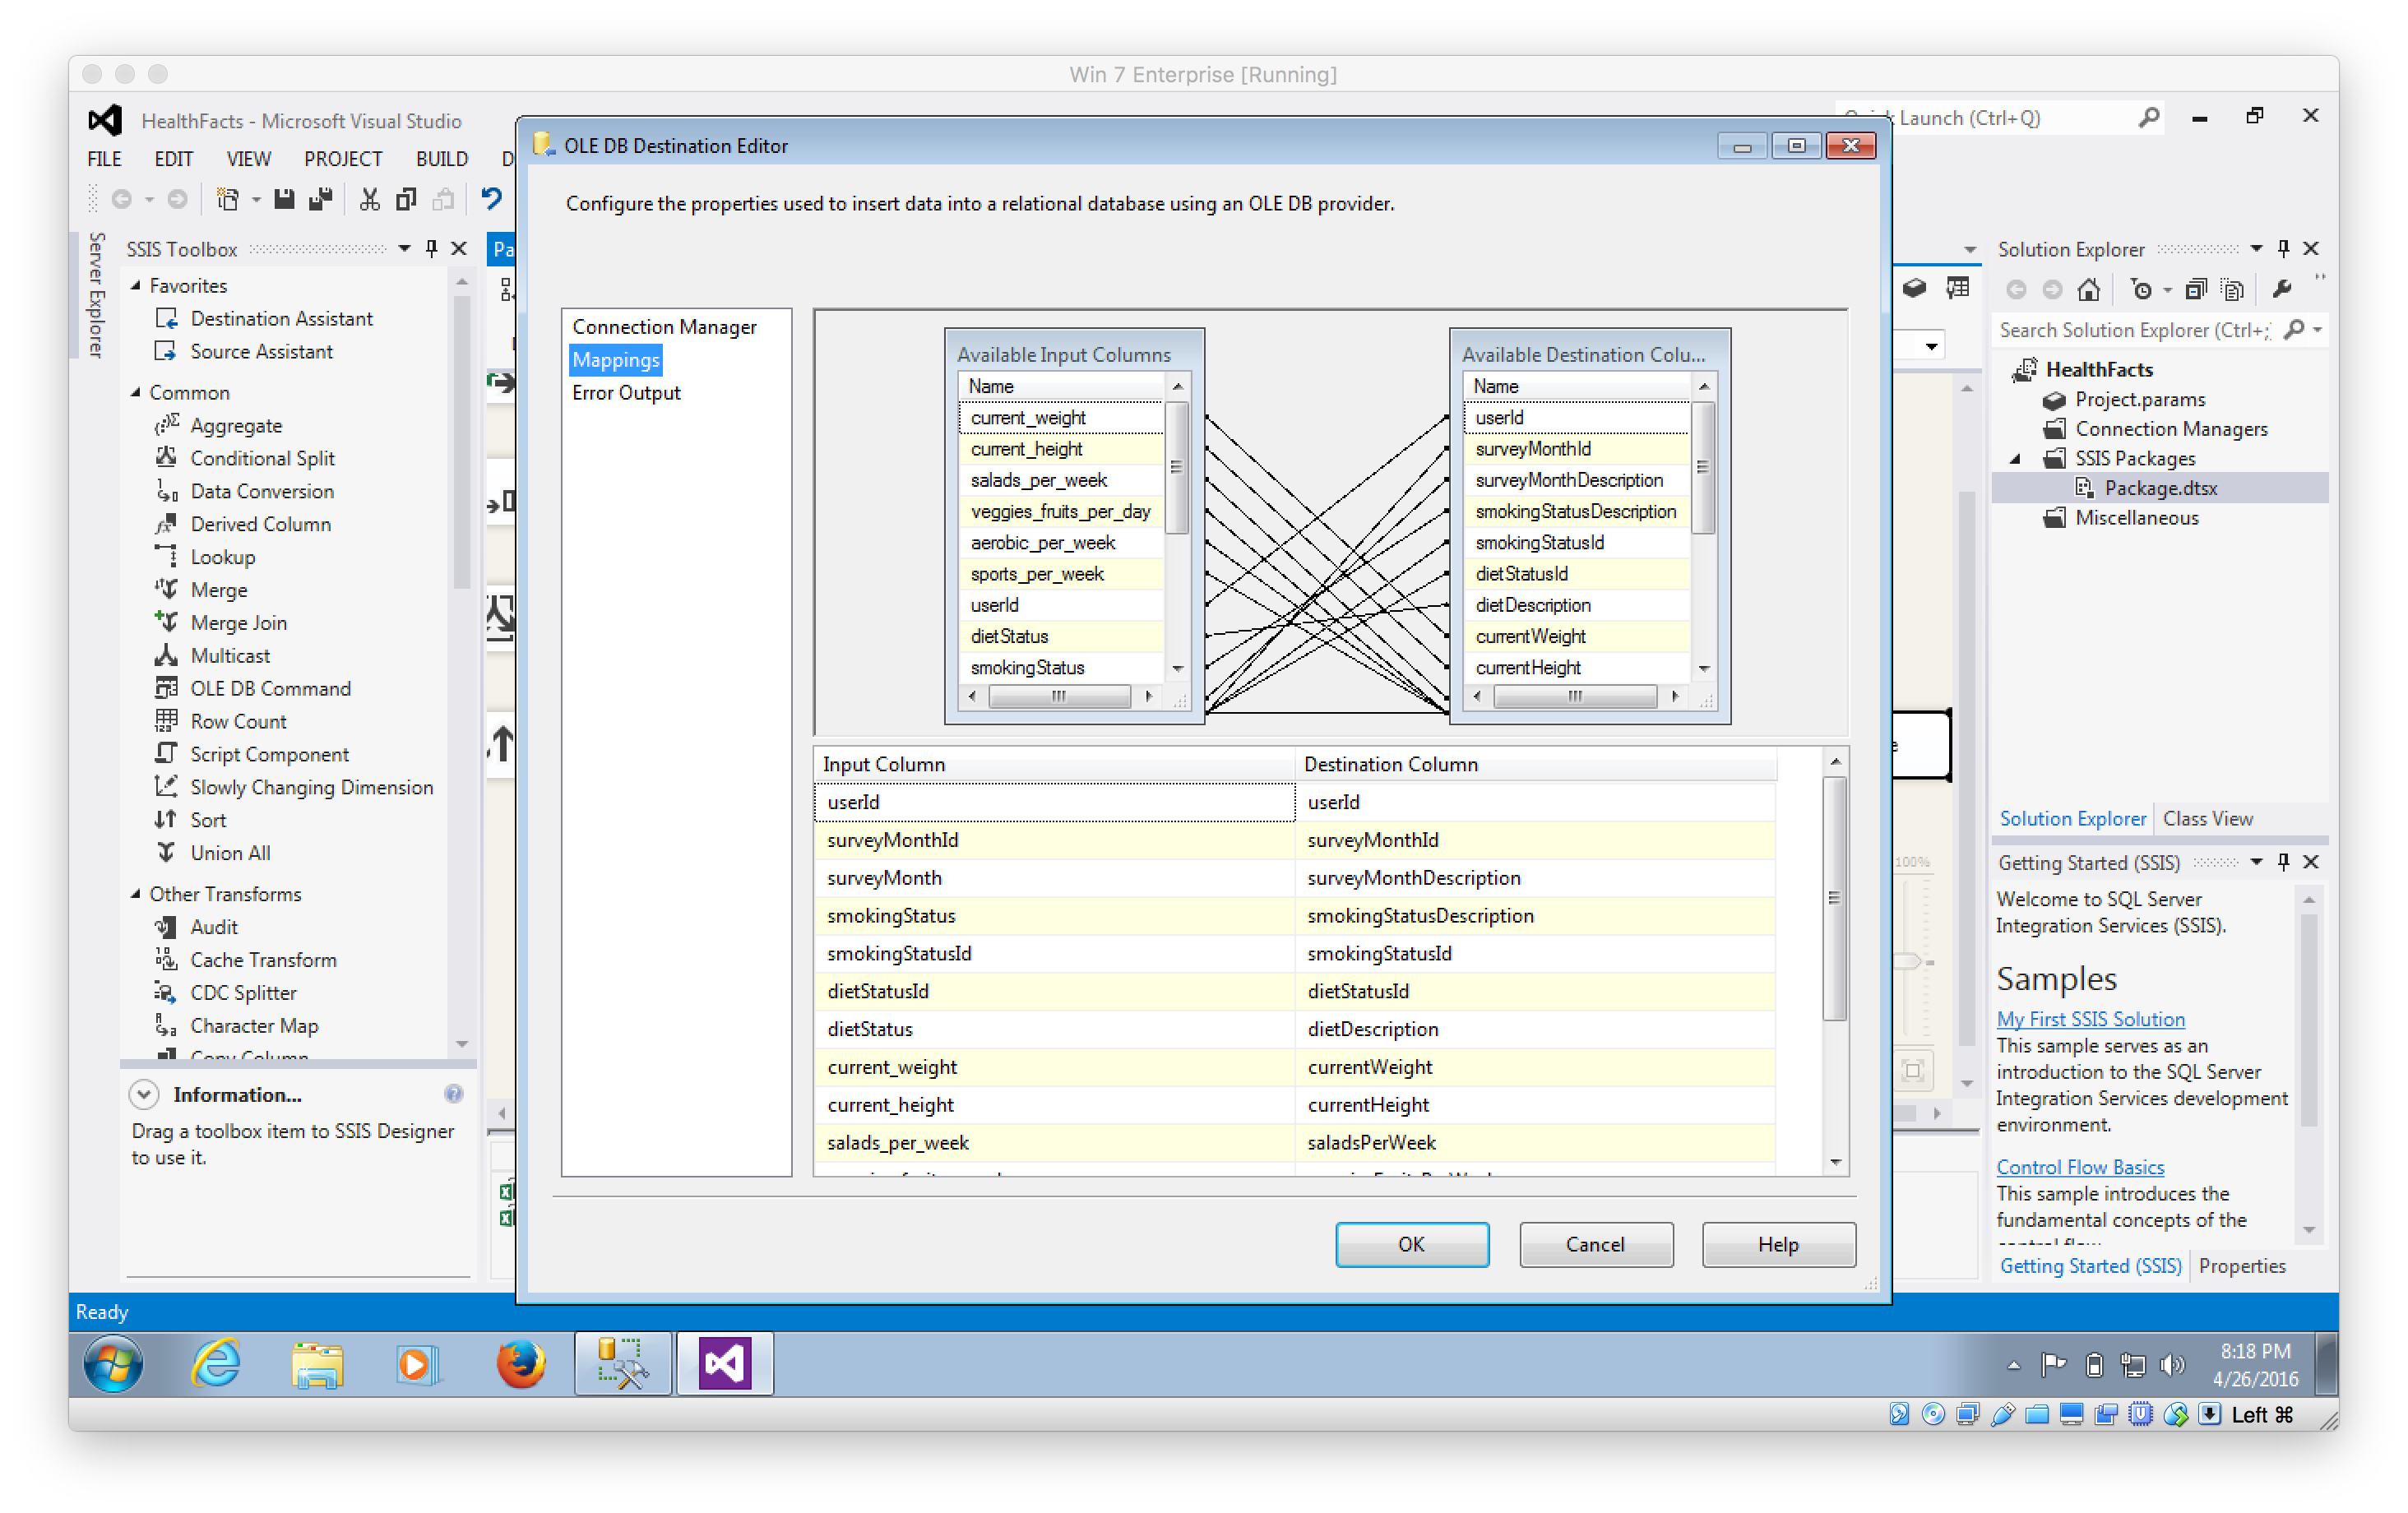 Win 7 Enterprise [Running]
HealthFacts - Microsoft Visual Studio
Launch (Ctrl+Q)
FILE EDIT VIEW PROJECT BUILD D
OLE DB Destination Editor
Configure the properties used to insert data into a relational database using an OLE DB provider.
Server Explorer
SSIS Toolbox
Favorites
Destination Assistant
Source Assistant
Common
Aggregate
Conditional Split
Data Conversion
Derived Column
Lookup
Merge
Merge Join
Multicast
OLE DB Command
Row Count
Script Component
Slowly Changing Dimension
Sort
Union All
Other Transforms
Audit
Cache Transform
CDC Splitter
Character Map
Copy Column
Information...
Drag a toolbox item to SSIS Designer
to use it.
Pa
Connection Manager
Mappings
Error Output
Available Input Columns
Name
current_weight
current_height
salads_per_week
veggies_fruits_per_day
aerobic_per_week
sports_per_week
userId
dietStatus
smokingStatus
Available Destination Colu...
Name
userId
surveyMonthId
surveyMonthDescription
smokingStatusDescription
smokingStatusId
dietStatusId
dietDescription
currentWeight
currentHeight
Input Column Destination Column
userId userId
surveyMonthId surveyMonthId
surveyMonth surveyMonthDescription
smokingStatus smokingStatusDescription
smokingStatusId smokingStatusId
dietStatusId dietStatusId
dietStatus dietDescription
current_weight currentWeight
current_height currentHeight
salads_per_week saladsPerWeek
OK Cancel Help
e
100%
Solution Explorer
Search Solution Explorer (Ctrl+;
HealthFacts
Project.params
Connection Managers
SSIS Packages
Package.dtsx
Miscellaneous
Solution Explorer Class View
Getting Started (SSIS)
Welcome to SQL Server
Integration Services (SSIS).
Samples
My First SSIS Solution
This sample serves as an
introduction to the SQL Server
Integration Services development
environment.
Control Flow Basics
This sample introduces the
fundamental concepts of the
Getting Started (SSIS) Properties
Ready
8:18 PM
4/26/2016
Left ⌘